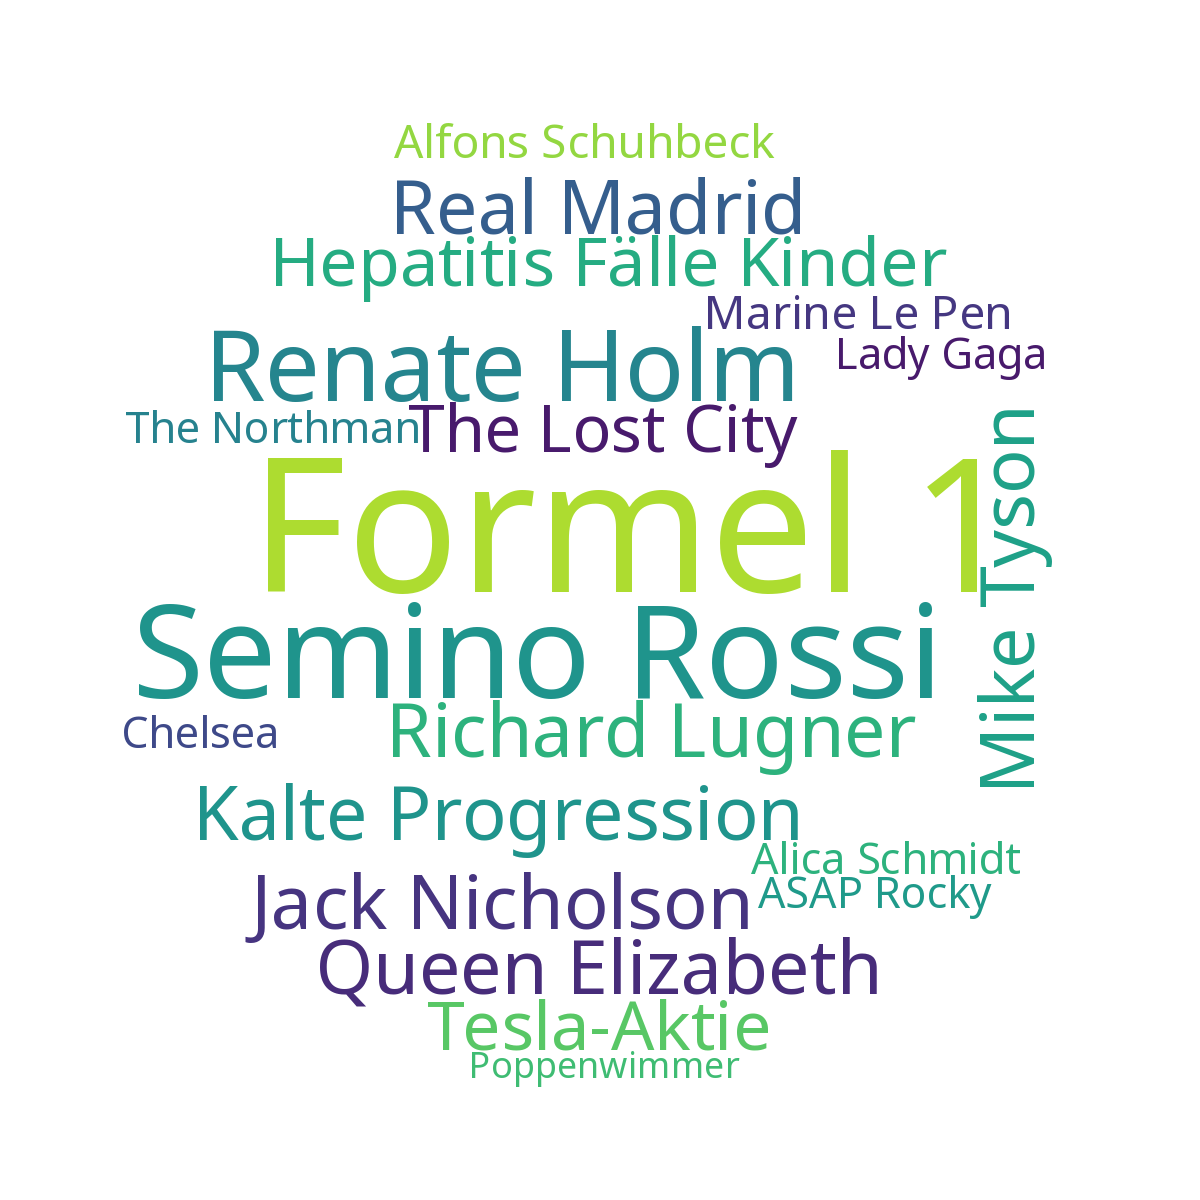 Alfons Schuhbeck
Real Madrid
Hepatitis Fälle Kinder
Marine Le Pen
Renate Holm
Lady Gaga
The Northman
The Lost City
Formel 1
Mike Tyson
Semino Rossi
Chelsea
Richard Lugner
Kalte Progression
Alica Schmidt
Jack Nicholson
ASAP Rocky
Queen Elizabeth
Tesla-Aktie
Poppenwimmer